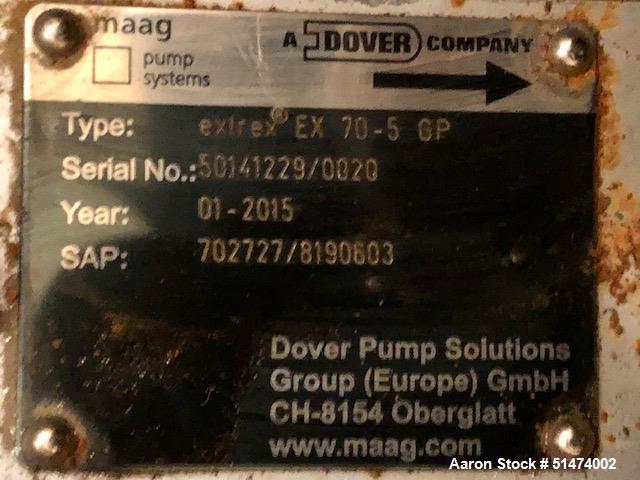 maag
pump
systems
A DOVER COMPANY
Type: extrex® EX 70-5 GP
Serial No.: 50141229/0020
Year: 01-2015
SAP: 702727/8190603
Dover Pump Solutions
Group (Europe) GmbH
CH-8154 Oberglatt
www.maag.com
Aaron Stock # 51474002